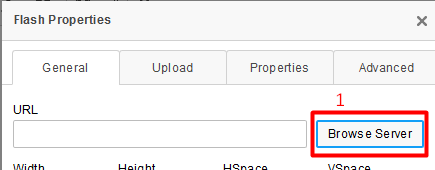 Flash Properties
General Upload Properties Advanced
1
URL
Browse Server
Width Height HSpace VSpace